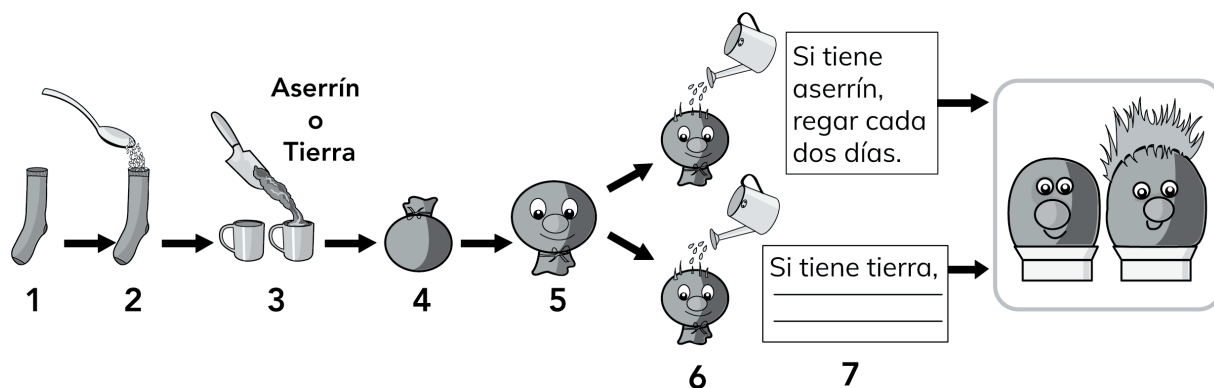 Aserrín
o
Tierra
Si tiene
aserrín,
regar cada
dos días.
Si tiene tierra,
1
2
3
4
5
6
7